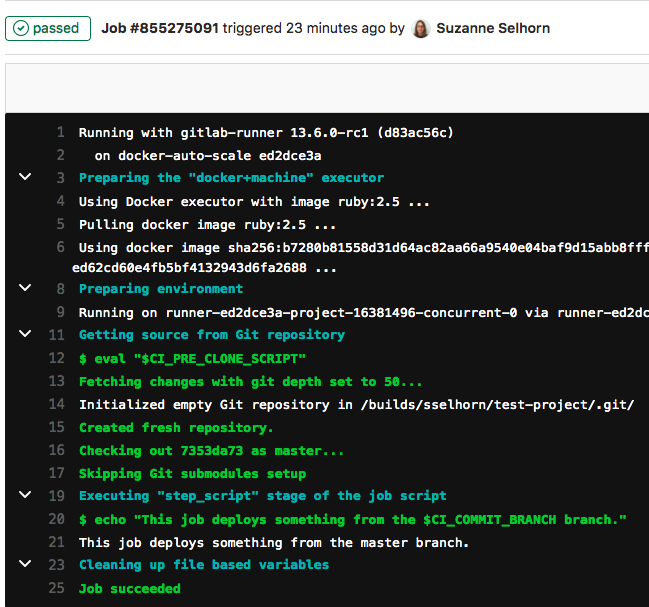 passed Job #855275091 triggered 23 minutes ago by Suzanne Selhorn
1 Running with gitlab-runner 13.6.0-rc1 (d83ac56c)
2 on docker-auto-scale ed2dce3a
3 Preparing the "docker+machine" executor
4 Using Docker executor with image ruby:2.5 ...
5 Pulling docker image ruby:2.5 ...
6 Using docker image sha256:b7280b81558d31d64ac82aa66a9540e04baf9d15abb8fff
ed62cd60e4fb5bf4132943d6fa2688 ...
8 Preparing environment
9 Running on runner-ed2dce3a-project-16381496-concurrent-0 via runner-ed2dc
11 Getting source from Git repository
12 $ eval "$CI_PRE_CLONE_SCRIPT"
13 Fetching changes with git depth set to 50...
14 Initialized empty Git repository in /builds/sselhorn/test-project/.git/
15 Created fresh repository.
16 Checking out 7353da73 as master...
17 Skipping Git submodules setup
19 Executing "step_script" stage of the job script
20 $ echo "This job deploys something from the $CI_COMMIT_BRANCH branch."
21 This job deploys something from the master branch.
23 Cleaning up file based variables
25 Job succeeded